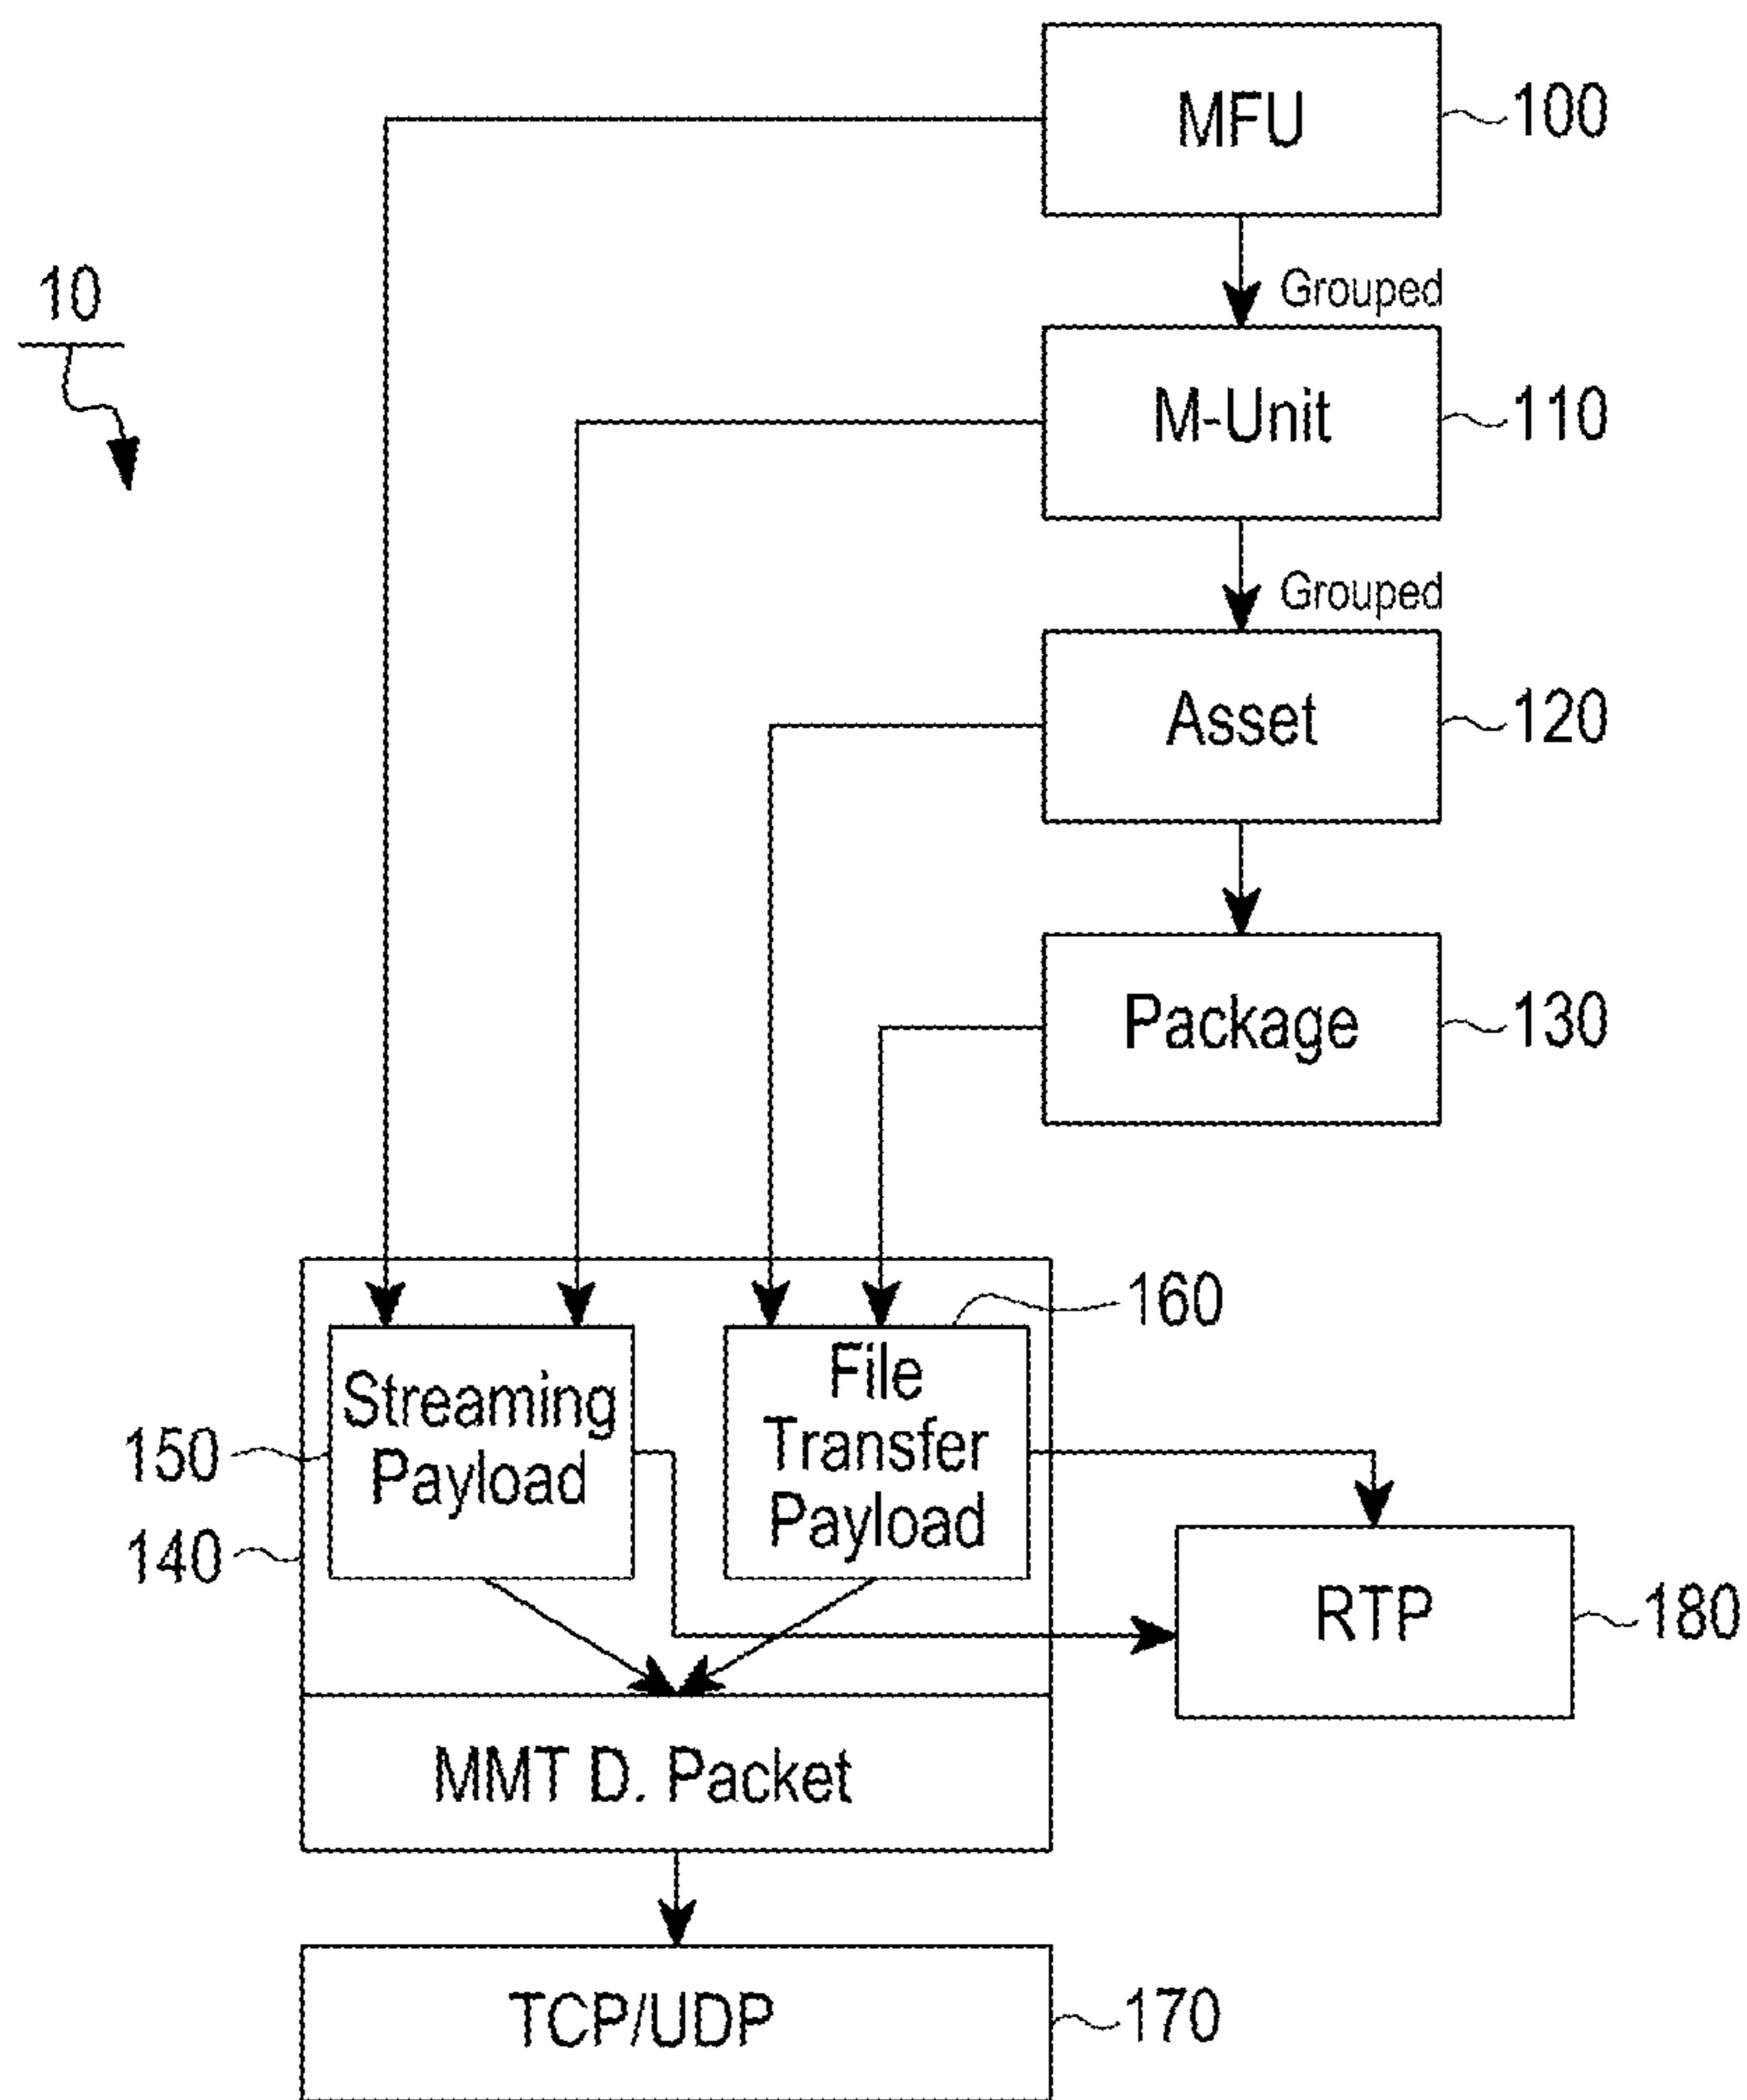 MFU
100
10
Grouped
M-Unit
110
Grouped
Asset
120
Package
130
160
Streaming
Payload
File
Transfer
Payload
150
140
RTP
180
MMT D. Packet
TCP/UDP
170